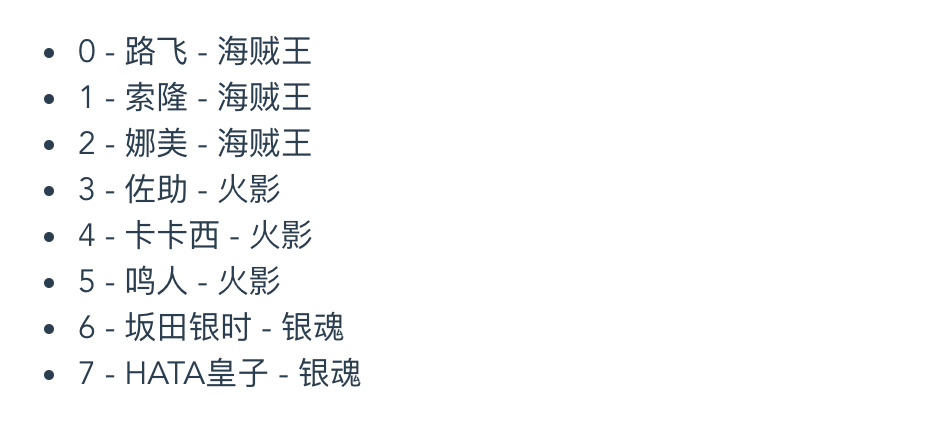 • 0 - 路飞 - 海贼王
• 1 - 索隆 - 海贼王
• 2 - 娜美 - 海贼王
• 3 - 佐助 - 火影
• 4 - 卡卡西 - 火影
• 5 - 鸣人 - 火影
• 6 - 坂田银时 - 银魂
• 7 - HATA皇子 - 银魂